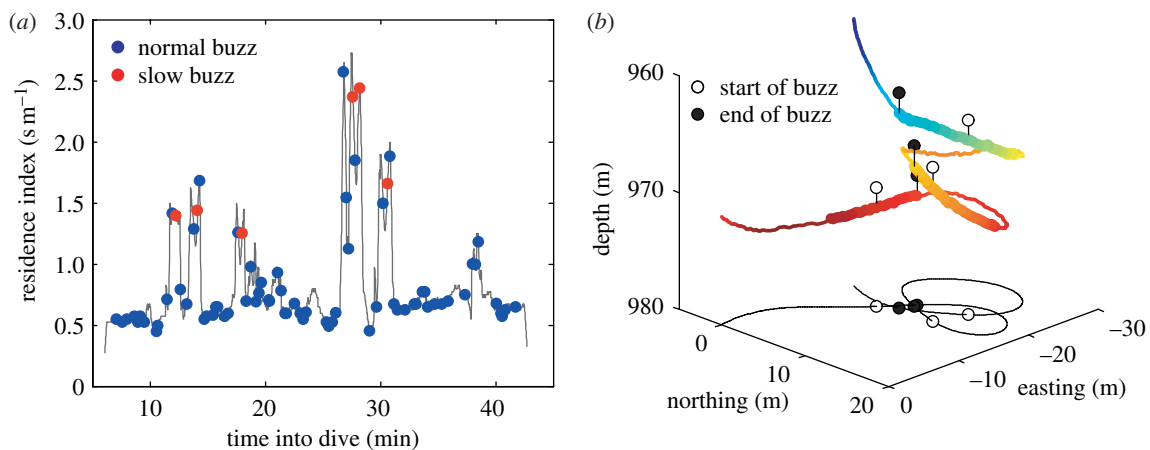 (a)
3.0
2.5
2.0
1.5
1.0
0.5
0
residence index (s m−1)
normal buzz
slow buzz
10
20
30
40
time into dive (min)
(b)
960
970
980
depth (m)
start of buzz
end of buzz
0
10
20
northing (m)
0
−10
−20
−30
easting (m)